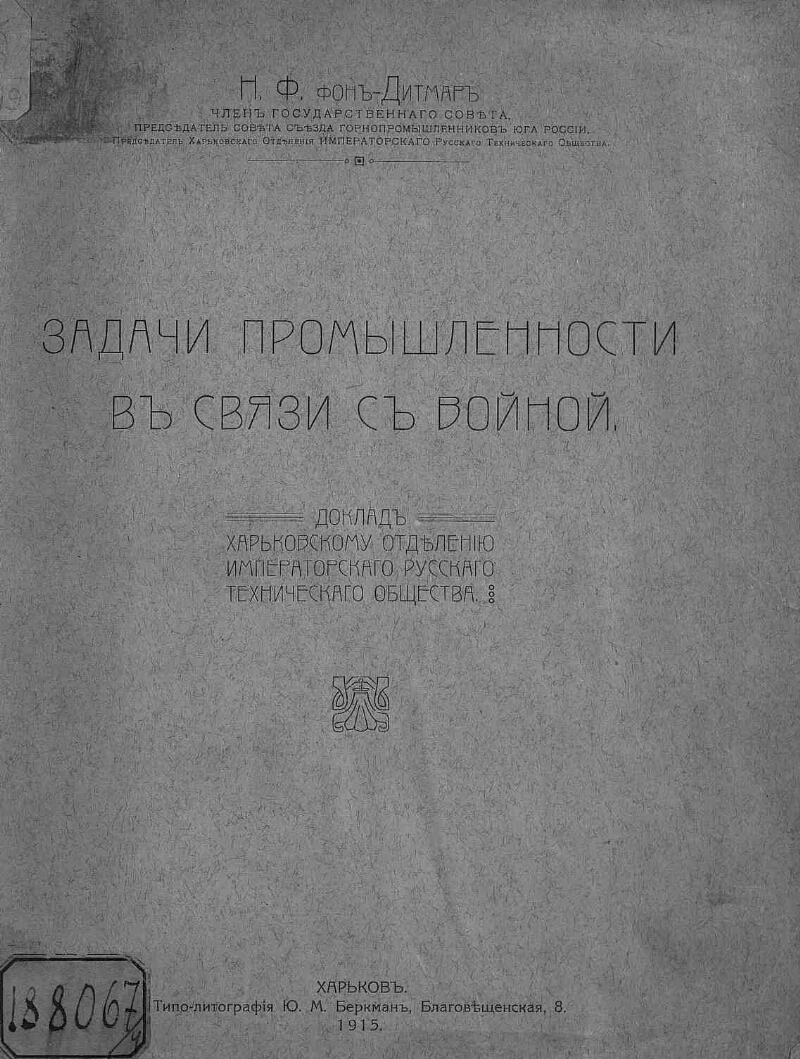 Н. Ф. фонъ-Дитмаръ
ЧЛЕНЪ ГОСУДАРСТВЕННАГО СОВѢТА,
ПРЕДСѢДАТЕЛЬ СОВѢТА СЪѢЗДА ГОРНОПРОМЫШЛЕННИКОВЪ ЮГА РОССІИ,
Предсѣдатель Харьковскаго Отдѣленія ИМПЕРАТОРСКАГО Русскаго Техническаго Общества.
ЗАДАЧИ ПРОМЫШЛЕННОСТИ
ВЪ СВЯЗИ СЪ ВОЙНОЙ.
ДОКЛАДЪ
ХАРЬКОВСКОМУ ОТДѢЛЕНІЮ
ИМПЕРАТОРСКАГО РУССКАГО
ТЕХНИЧЕСКАГО ОБЩЕСТВА.
ХАРЬКОВЪ.
Типо-литографія Ю. М. Беркманъ, Благовѣщенская, 8.
1915.
188067